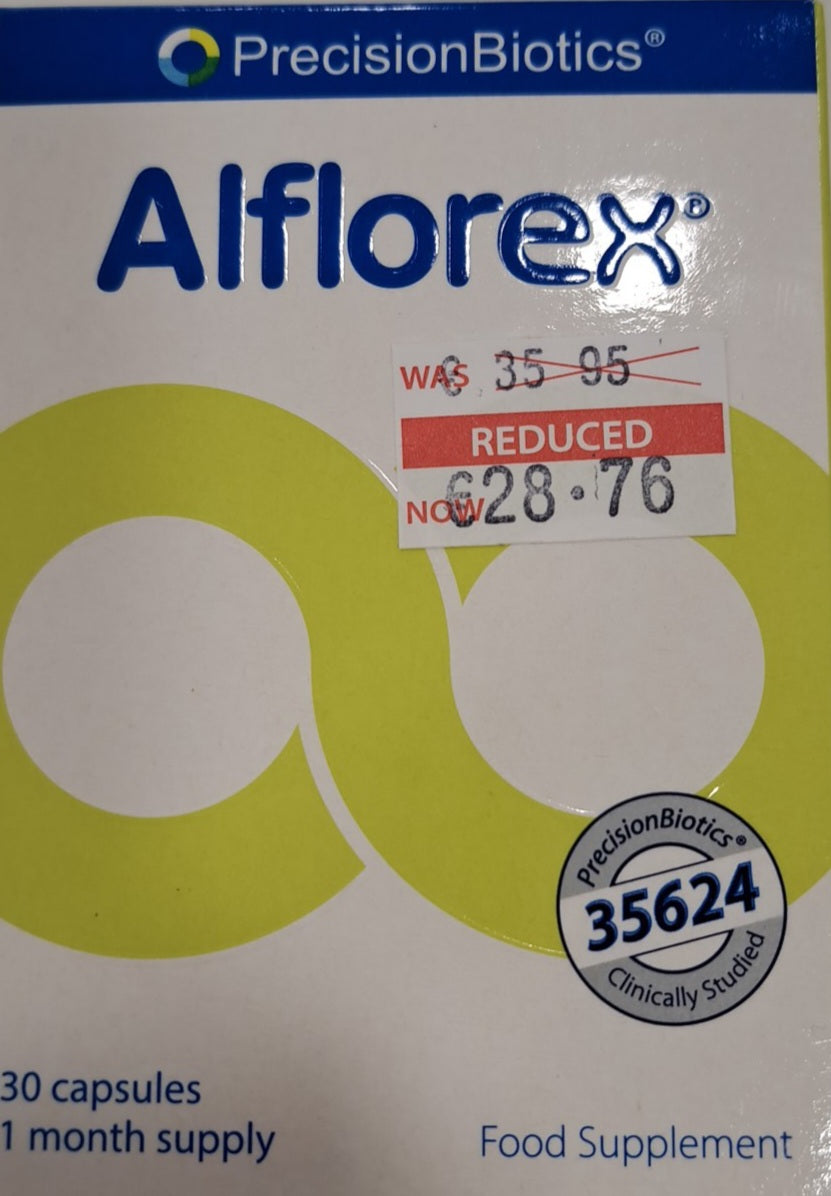 PrecisionBiotics®
Alflorex®
WAS € 35 95
REDUCED
NOW €28.76
PrecisionBiotics®
35624
Clinically Studied
30 capsules
1 month supply
Food Supplement